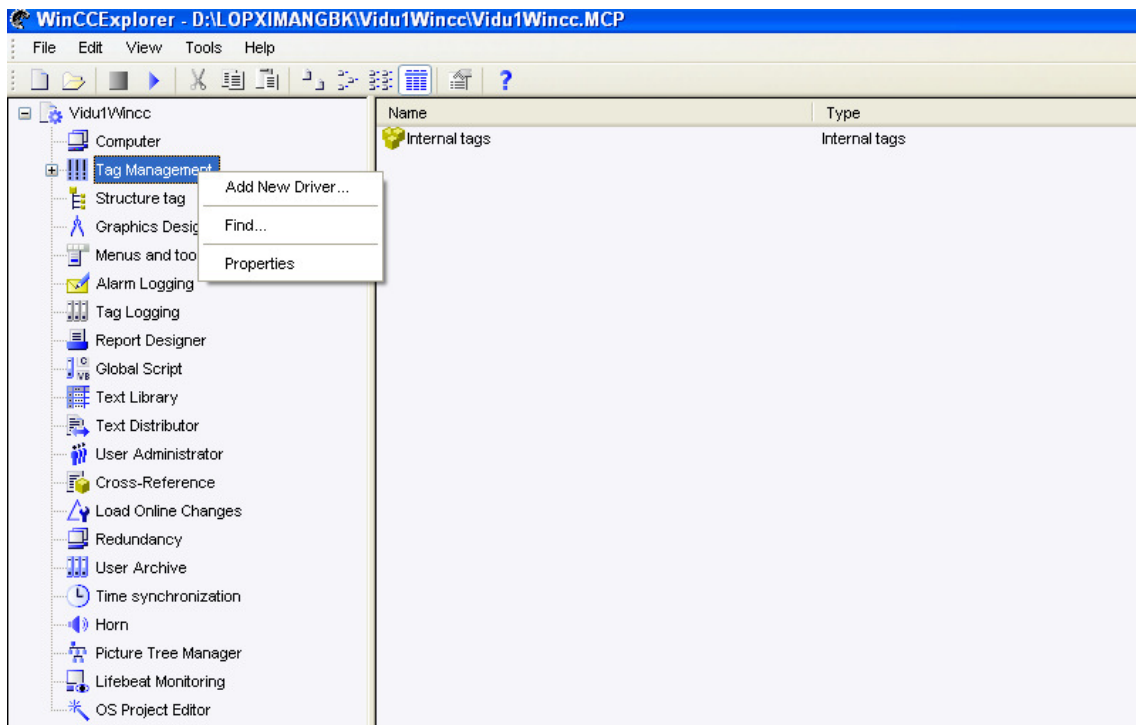 WinCCExplorer - D:\LOPXIMANGBK\Vidu1Wincc\Vidu1Wincc.MCP
File Edit View Tools Help
Vidu1Wincc
Computer
Tag Management
Structure tag
Graphics Desig
Menus and too
Alarm Logging
Tag Logging
Report Designer
Global Script
Text Library
Text Distributor
User Administrator
Cross-Reference
Load Online Changes
Redundancy
User Archive
Time synchronization
Horn
Picture Tree Manager
Lifebeat Monitoring
OS Project Editor
Add New Driver...
Find...
Properties
Name Type
Internal tags Internal tags